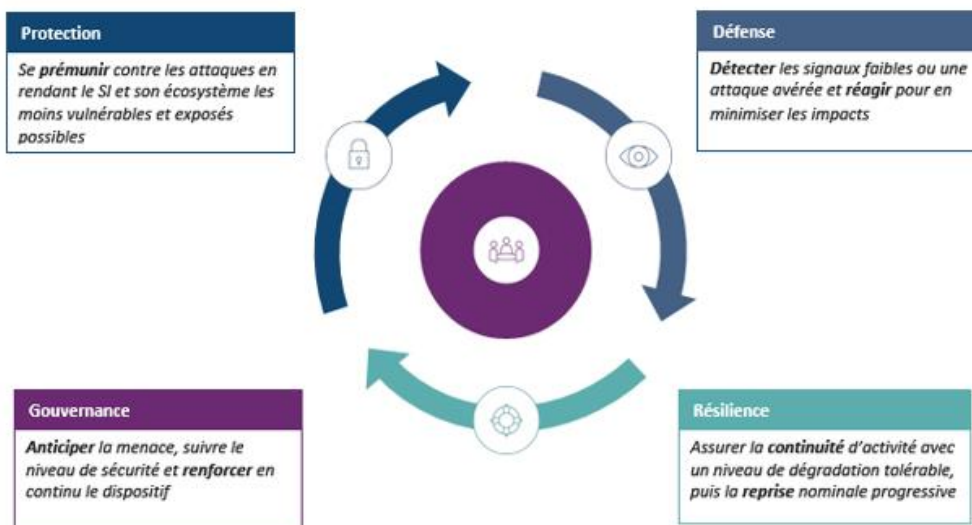 Protection
Se prémunir contre les attaques en
rendant le SI et son écosystème les
moins vulnérables et exposés
possibles
Défense
Détecter les signaux faibles ou une
attaque avérée et réagir pour en
minimiser les impacts
Gouvernance
Anticiper la menace, suivre le
niveau de sécurité et renforcer en
continu le dispositif
Résilience
Assurer la continuité d'activité avec
un niveau de dégradation tolérable,
puis la reprise nominale progressive